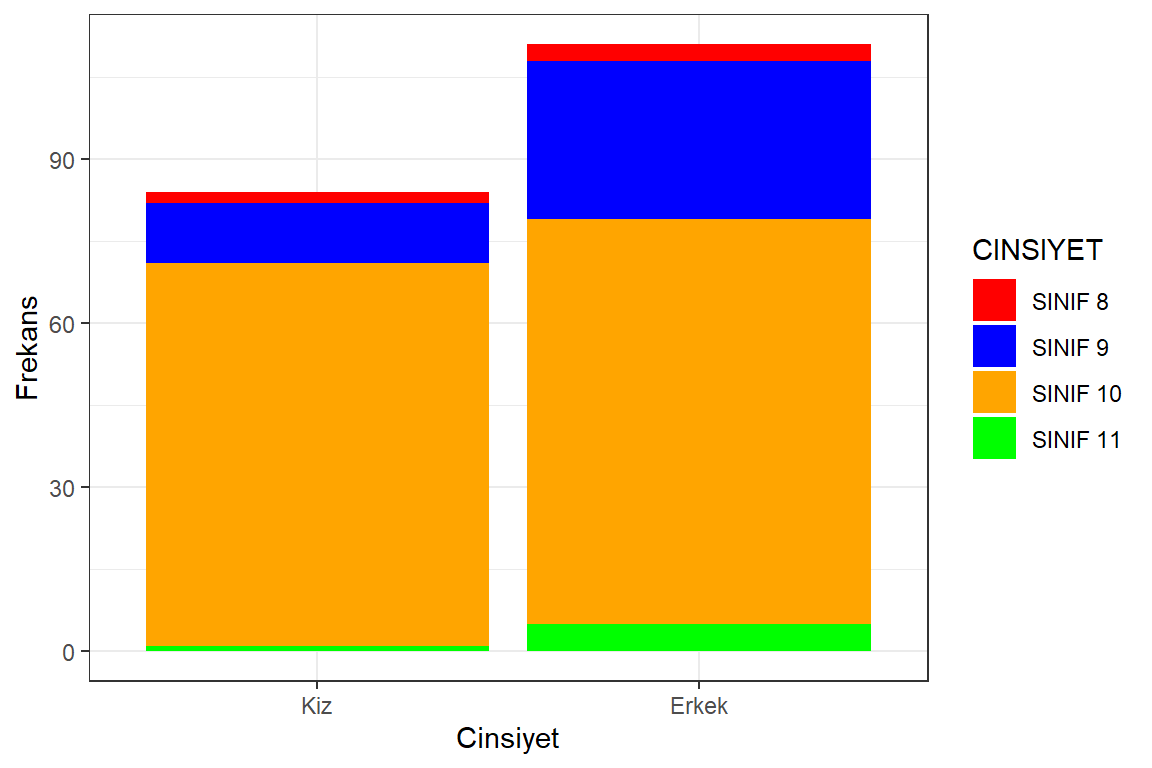 Frekans
90
60
30
0
Kiz
Erkek
Cinsiyet
CINSIYET
SINIF 8
SINIF 9
SINIF 10
SINIF 11